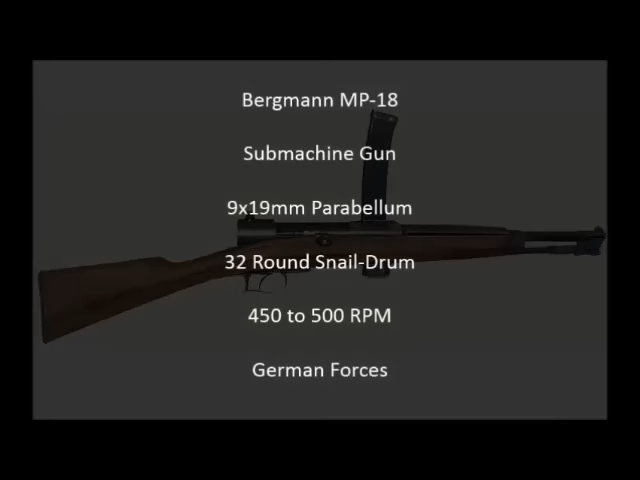 Bergmann MP-18
Submachine Gun
9x19mm Parabellum
32 Round Snail-Drum
450 to 500 RPM
German Forces